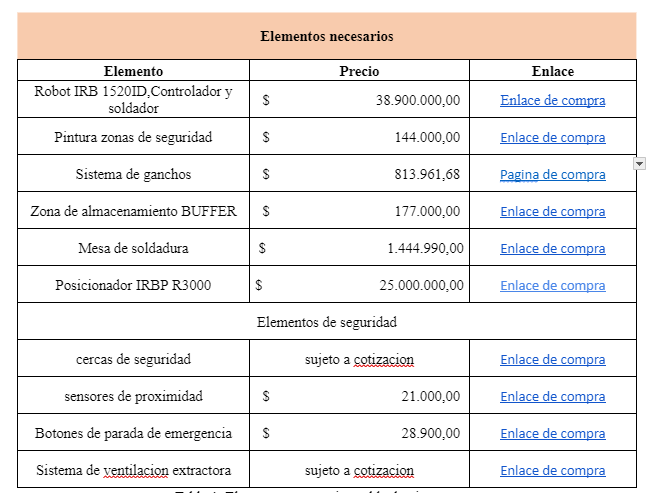 Elementos necesarios
Elemento Precio Enlace
Robot IRB 1520ID,Controlador y
soldador $ 38.900.000,00 Enlace de compra
Pintura zonas de seguridad $ 144.000,00 Enlace de compra
Sistema de ganchos $ 813.961,68 Pagina de compra
Zona de almacenamiento BUFFER $ 177.000,00 Enlace de compra
Mesa de soldadura $ 1.444.990,00 Enlace de compra
Posicionador IRBP R3000 $ 25.000.000,00 Enlace de compra
Elementos de seguridad
cercas de seguridad sujeto a cotizacion Enlace de compra
sensores de proximidad $ 21.000,00 Enlace de compra
Botones de parada de emergencia $ 28.900,00 Enlace de compra
Sistema de ventilacion extractora sujeto a cotizacion Enlace de compra